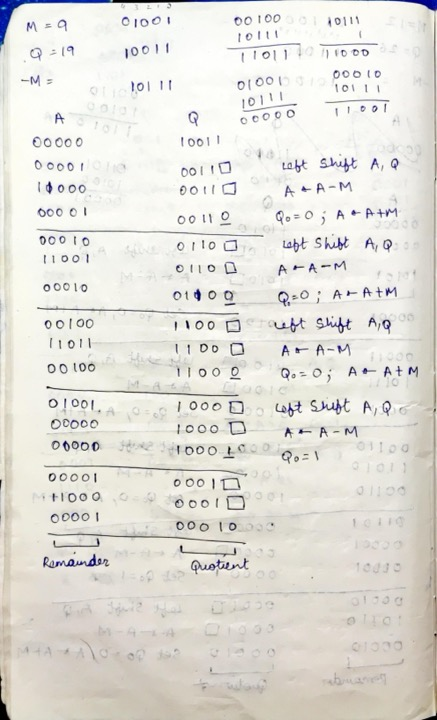 M = 9 01001 00100 10111
Q = 19 10011 10111 1
11011 11000
-M = 10111 01001 00010
10111 10111
00000 11001
A Q
00000 10011
00001 0011□ Left Shift A, Q
11000 0011□ A ← A-M
00001 00110 Q₀=0 ; A ← A+M
00010 0110□ Left Shift A, Q
11001 0110□ A ← A-M
00010 01100 Q₀=0 ; A ← A+M
00100 1100□ Left Shift A,Q
11011 1100□ A ← A-M
00100 11000 Q₀=0; A ← A+M
01001 1000□ Left Shift A, Q
00000 1000□ A ← A-M
00000 10001 Q₀=1
00001 0001□
11000 0001□
00001 00010
Remainder Quotient